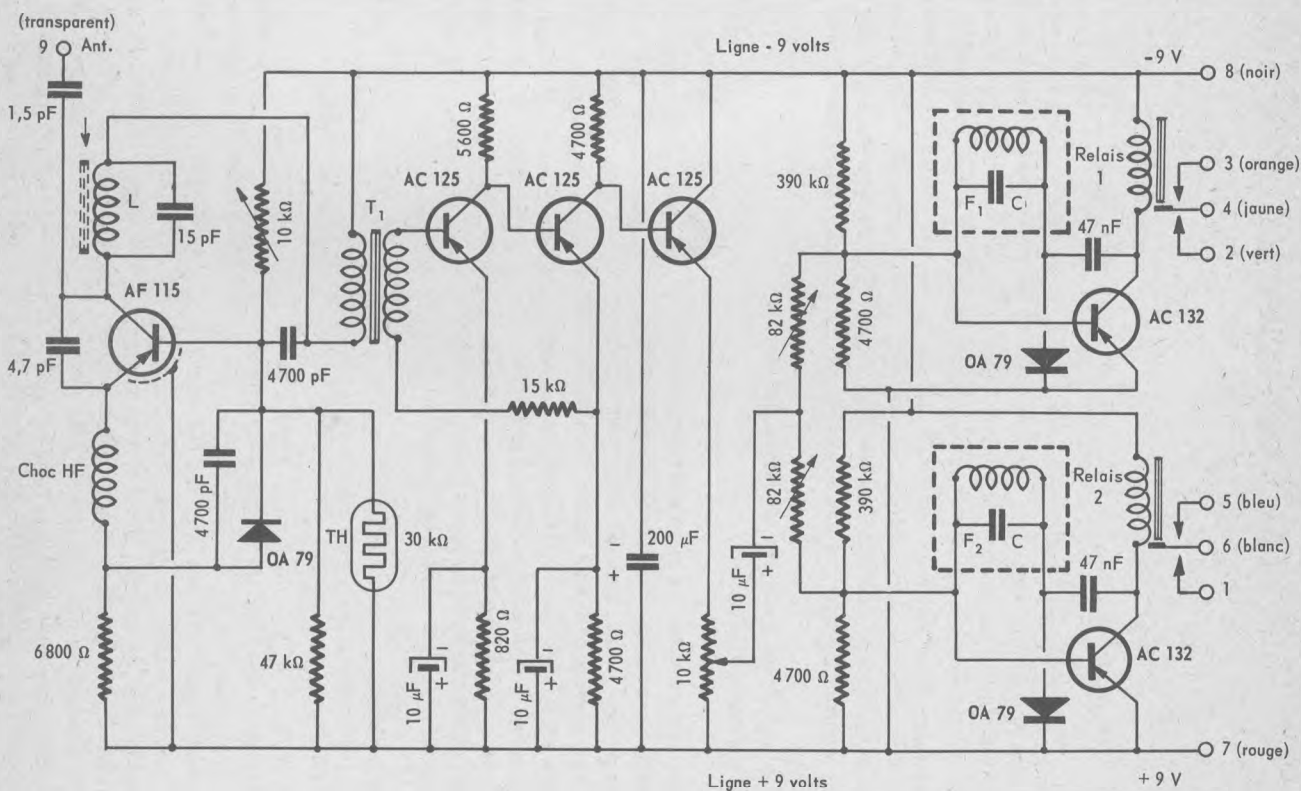 (transparent)
9 Ant.
Ligne - 9 volts
-9 V
8 (noir)
1,5 pF
5600 Ω
4700 Ω
Relais
1
3 (orange)
AC 125
AC 125
AC 125
390 kΩ
L
15 pF
10 kΩ
T1
F1
C
4 (jaune)
47 nF
2 (vert)
AF 115
82 kΩ
4700 Ω
AC 132
4,7 pF
4700 pF
OA 79
15 kΩ
Choc HF
4700 pF
82 kΩ
390 kΩ
Relais
2
5 (bleu)
TH
30 kΩ
- 200 µF
+
F2
C
6 (blanc)
OA 79
10 µF
-
+
47 nF
1
6800 Ω
47 kΩ
10 µF
-
+
820 Ω
10 µF
-
+
4700 Ω
10 kΩ
4700 Ω
AC 132
OA 79
7 (rouge)
Ligne + 9 volts
+ 9 V